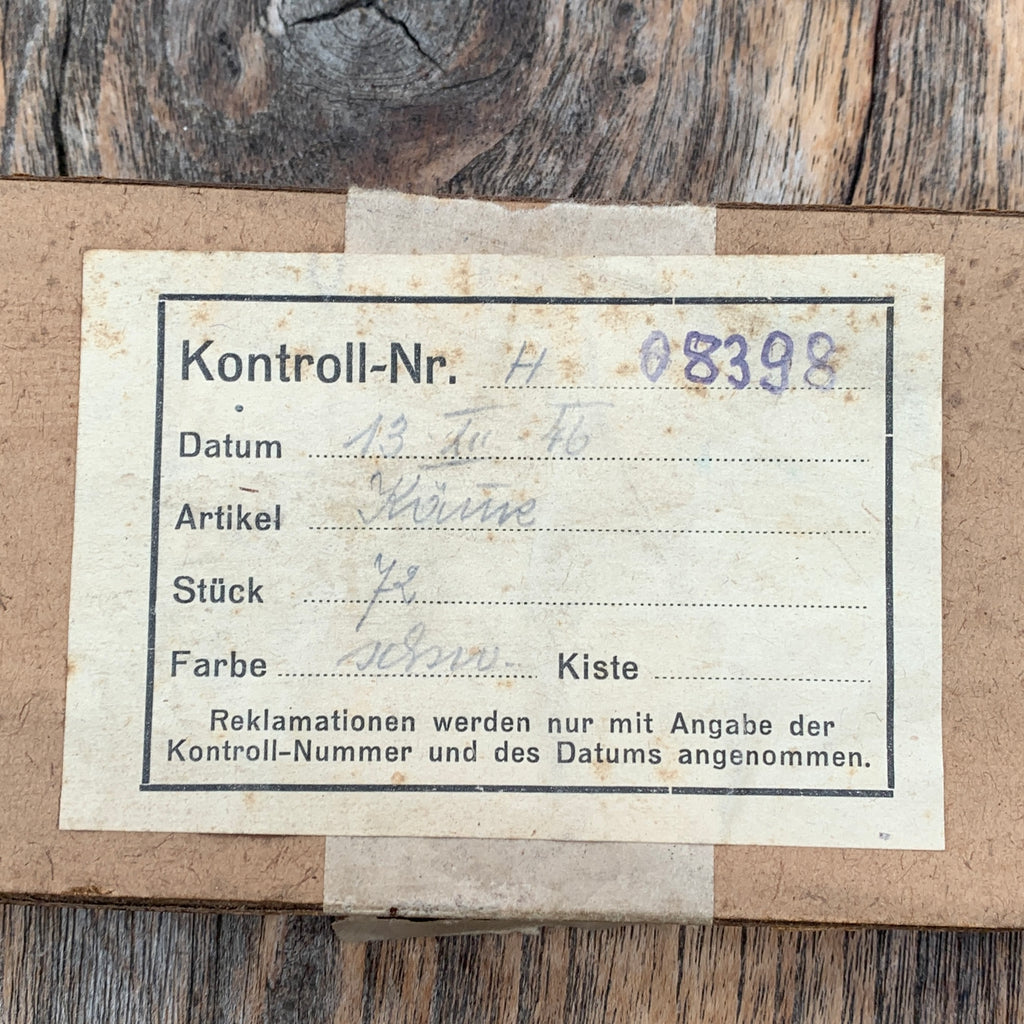 Kontroll-Nr. H 08398
Datum 13 XII 46
Artikel Kämme
Stück 72
Farbe schw. Kiste
Reklamationen werden nur mit Angabe der
Kontroll-Nummer und des Datums angenommen.